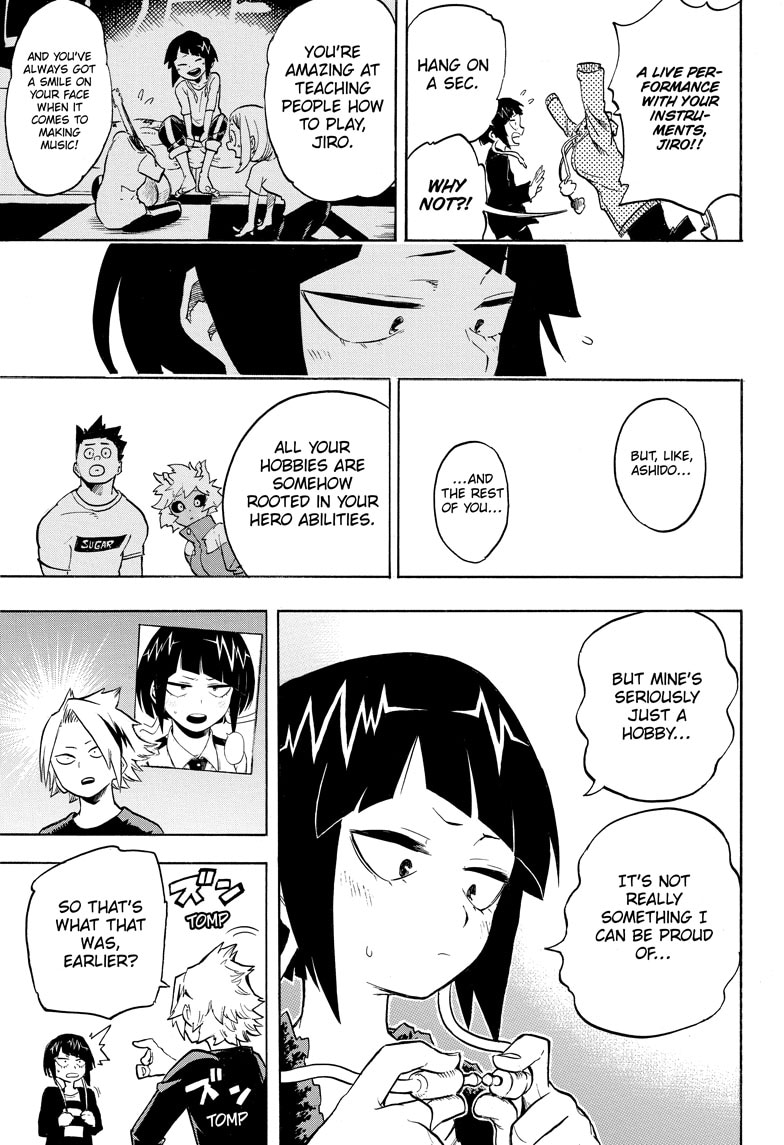 A LIVE PER-
FORMANCE
WITH YOUR
INSTRU-
MENTS,
JIRO!!
HANG ON
A SEC.
WHY
NOT?!
YOU'RE
AMAZING AT
TEACHING
PEOPLE HOW
TO PLAY,
JIRO.
AND YOU'VE
ALWAYS GOT
A SMILE ON
YOUR FACE
WHEN IT
COMES TO
MAKING
MUSIC!
BUT, LIKE,
ASHIDO...
...AND
THE REST
OF YOU...
ALL YOUR
HOBBIES ARE
SOMEHOW
ROOTED IN YOUR
HERO ABILITIES.
SUGAR
BUT MINE'S
SERIOUSLY
JUST A
HOBBY...
IT'S NOT
REALLY
SOMETHING I
CAN BE PROUD
OF...
ズン
TOMP
SO THAT'S
WHAT THAT
WAS,
EARLIER?
ズン
TOMP